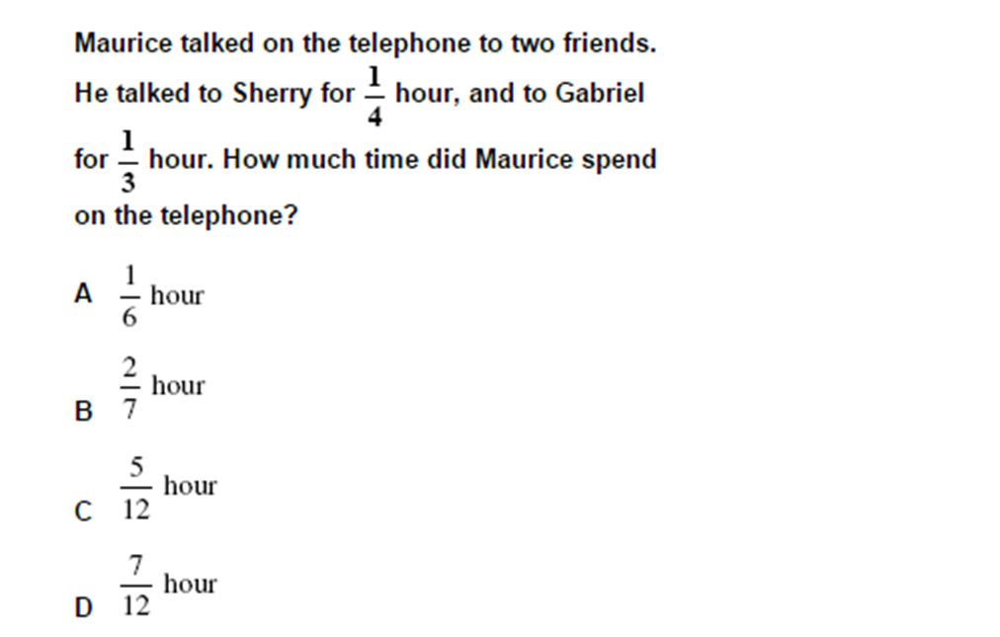 Maurice talked on the telephone to two friends.
He talked to Sherry for 1/4 hour, and to Gabriel
for 1/3 hour. How much time did Maurice spend
on the telephone?
A 1/6 hour
B 2/7 hour
C 5/12 hour
D 7/12 hour